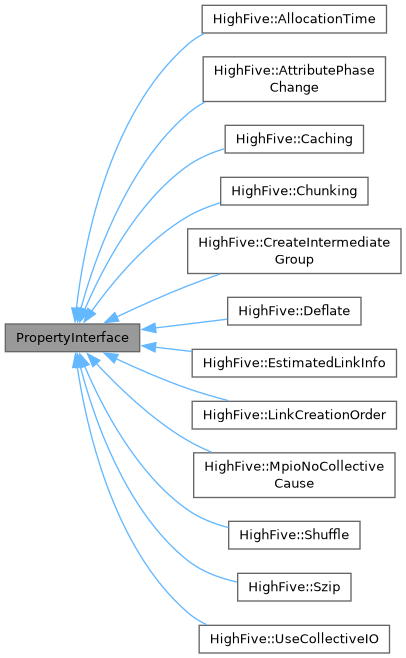 HighFive::AllocationTime
HighFive::AttributePhase
Change
HighFive::Caching
HighFive::Chunking
HighFive::CreateIntermediate
Group
HighFive::Deflate
PropertyInterface
HighFive::EstimatedLinkInfo
HighFive::LinkCreationOrder
HighFive::MpioNoCollective
Cause
HighFive::Shuffle
HighFive::Szip
HighFive::UseCollectiveIO